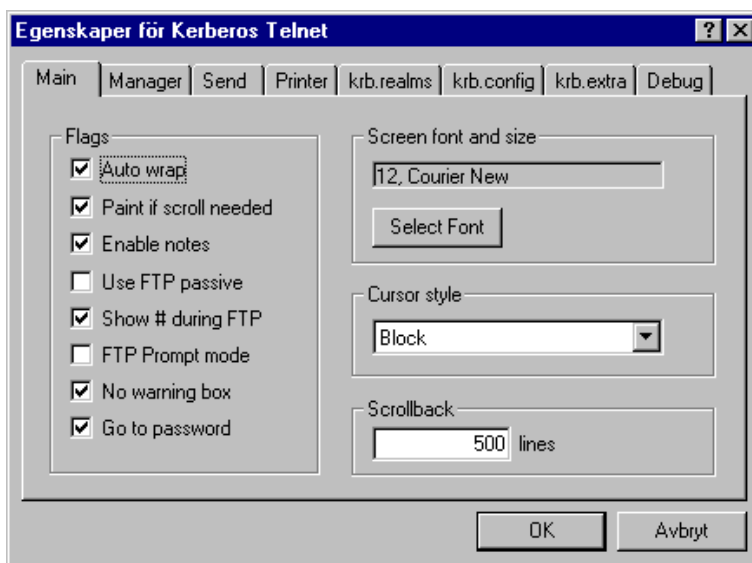 Egenskaper för Kerberos Telnet
Main Manager Send Printer krb.realms krb.config krb.extra Debug
Flags
Auto wrap
Paint if scroll needed
Enable notes
Use FTP passive
Show # during FTP
FTP Prompt mode
No warning box
Go to password
Screen font and size
12, Courier New
Select Font
Cursor style
Block
Scrollback
500 lines
OK Avbryt